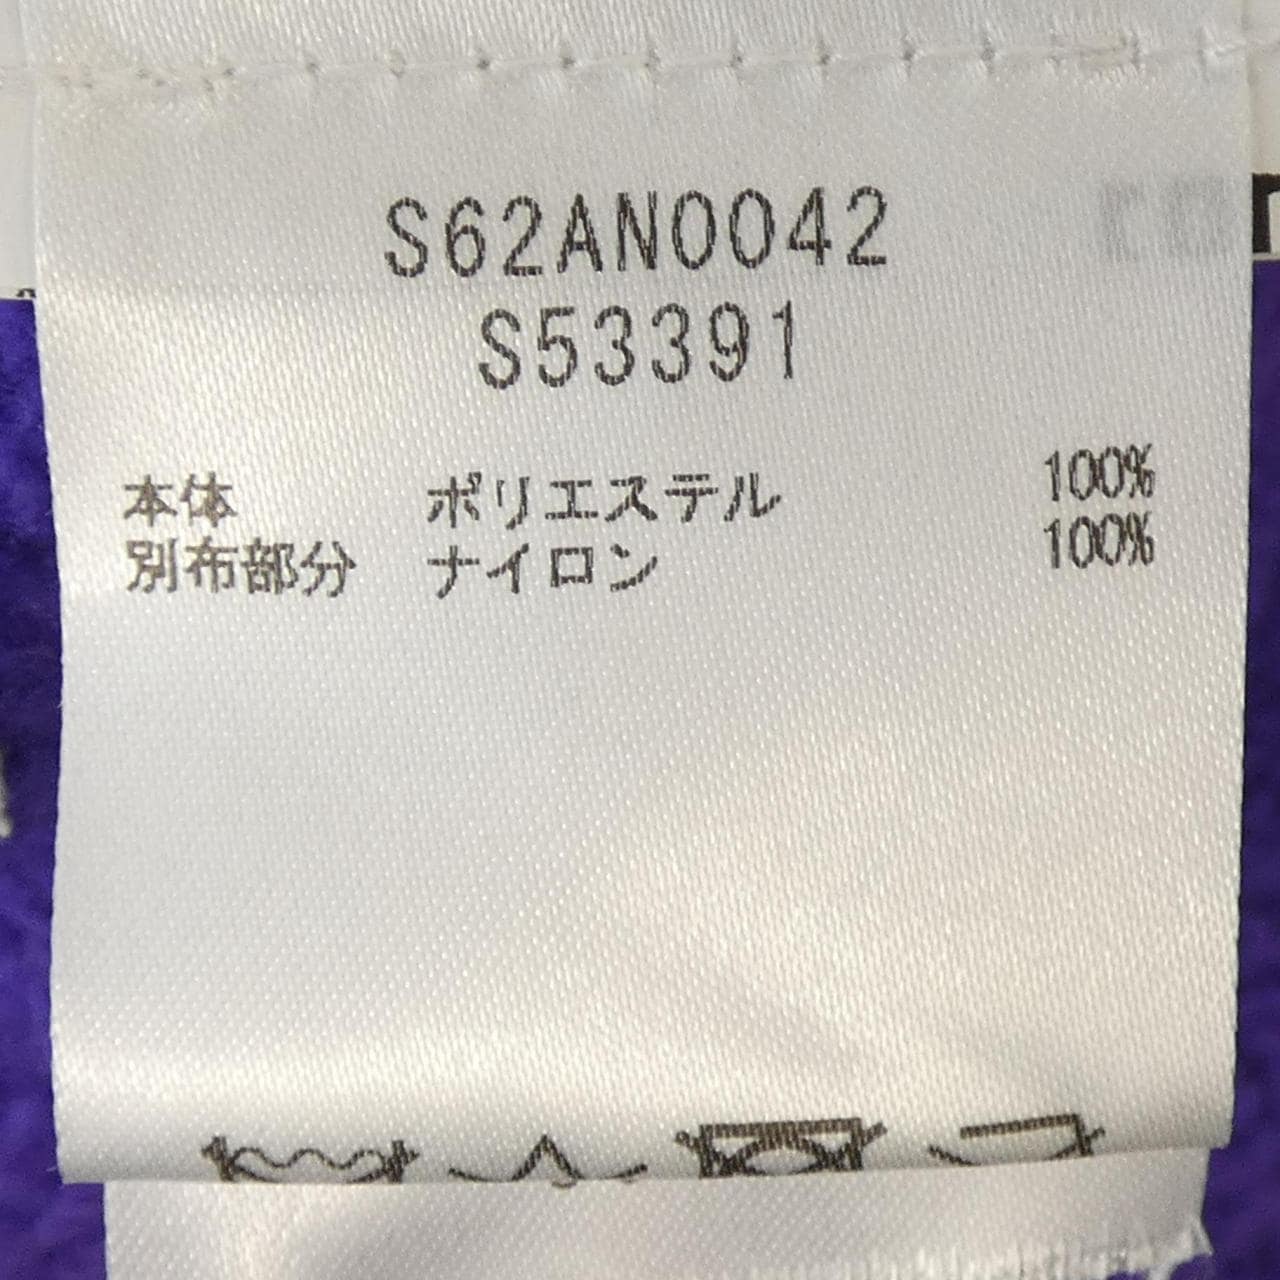 S62AN0042
S53391
本体 ポリエステル 100%
別布部分 ナイロン 100%